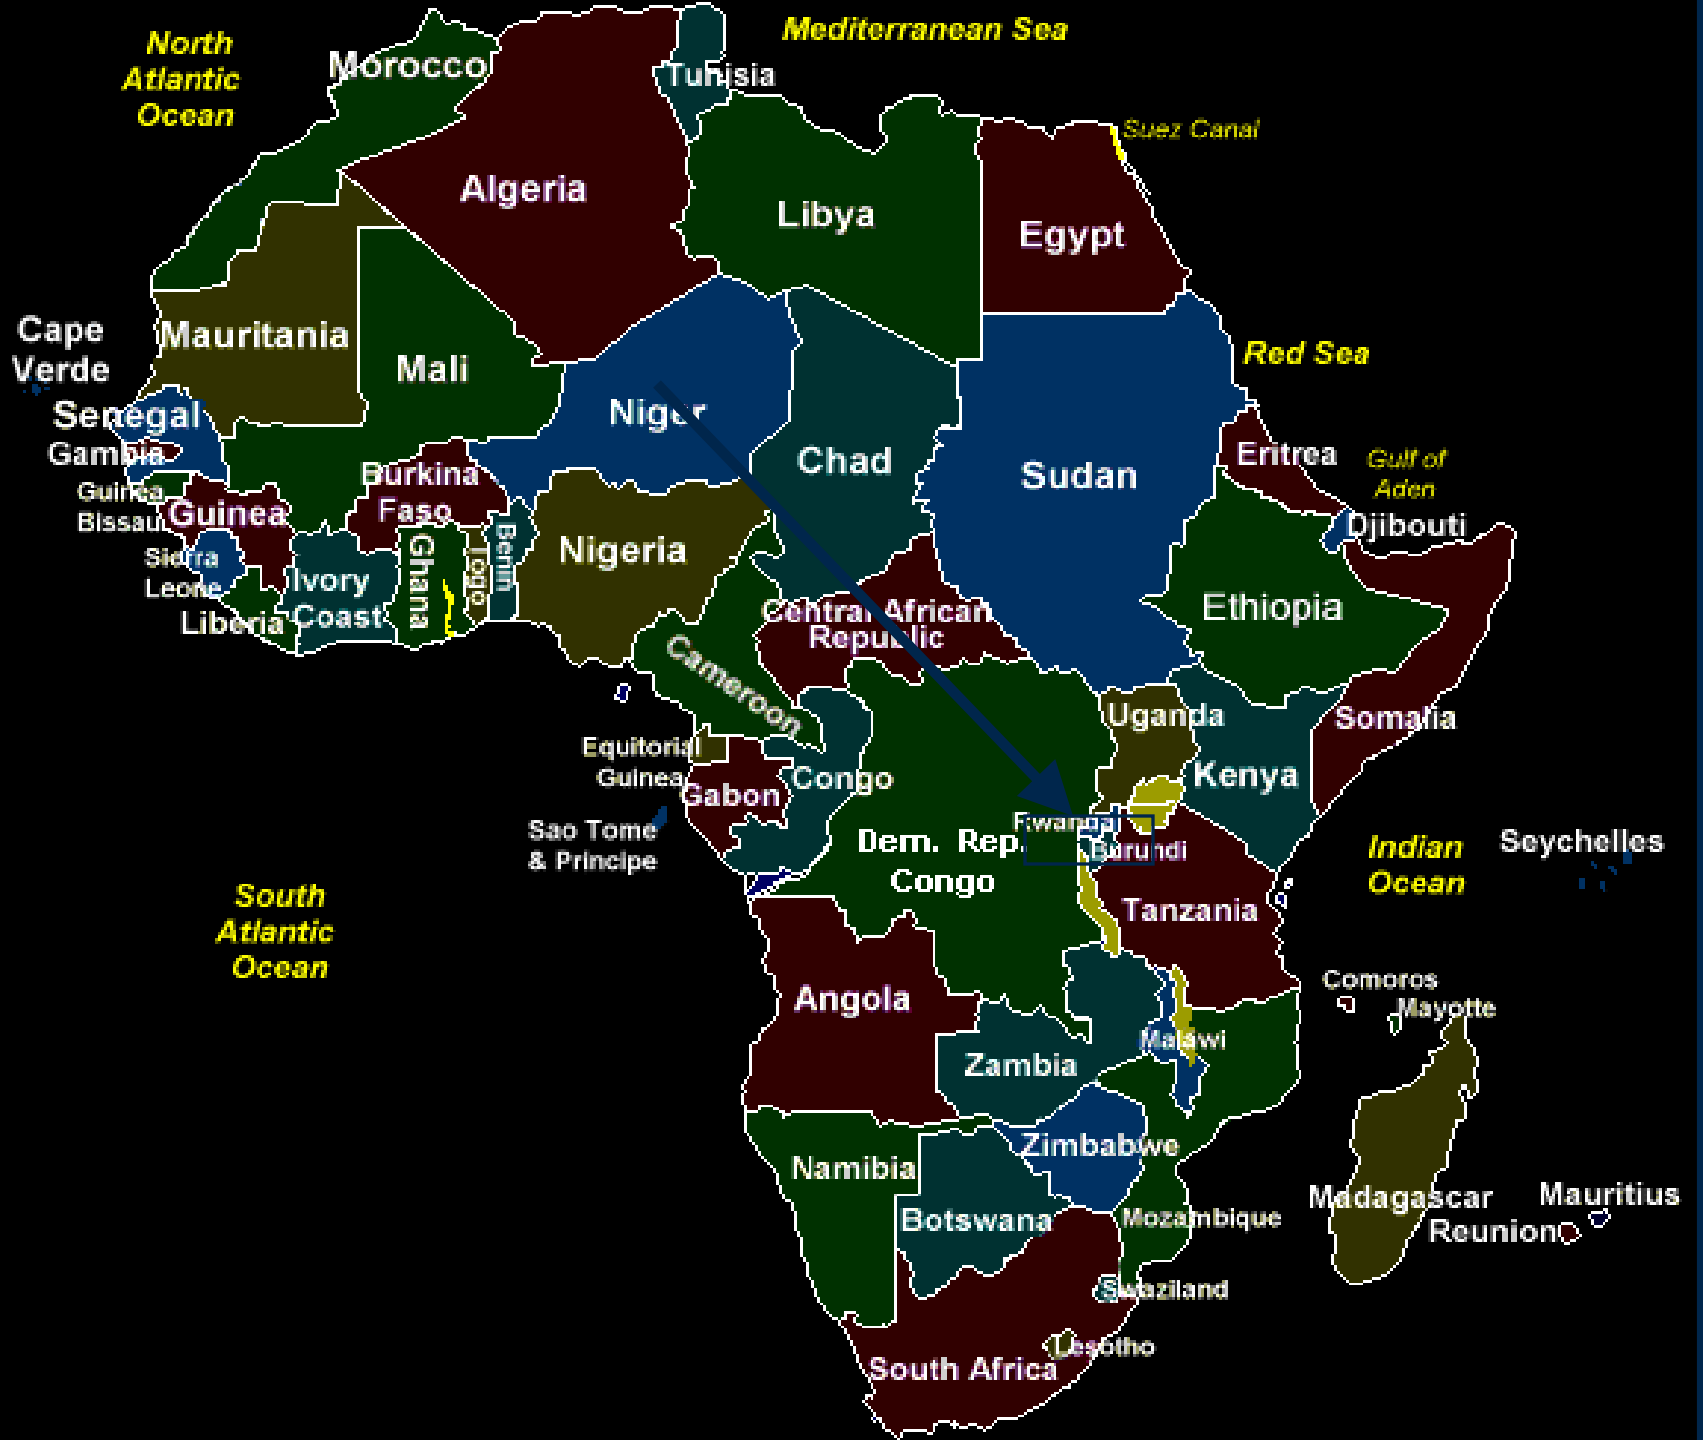 North
Atlantic
Ocean
Mediterranean Sea
Morocco
Tunisia
Suez Canal
Algeria
Libya
Egypt
Cape
Verde
Mauritania
Mali
Niger
Chad
Sudan
Red Sea
Senegal
Gambia
Guinea
Bissau
Guinea
Burkina
Faso
Eritrea
Gulf of
Aden
Djibouti
Sierra
Leone
Liberia
Ivory
Coast
Ghana
Togo
Benin
Nigeria
Central African
Republic
Ethiopia
Cameroon
Uganda
Somalia
Equitorial
Guinea
Gabon
Congo
Kenya
Sao Tome
& Principe
Dem. Rep.
Congo
Rwanda
Burundi
Tanzania
Indian
Ocean
Seychelles
South
Atlantic
Ocean
Angola
Comoros
Mayotte
Malawi
Zambia
Zimbabwe
Namibia
Botswana
Mozambique
Madagascar
Mauritius
Reunion
Swaziland
Lesotho
South Africa